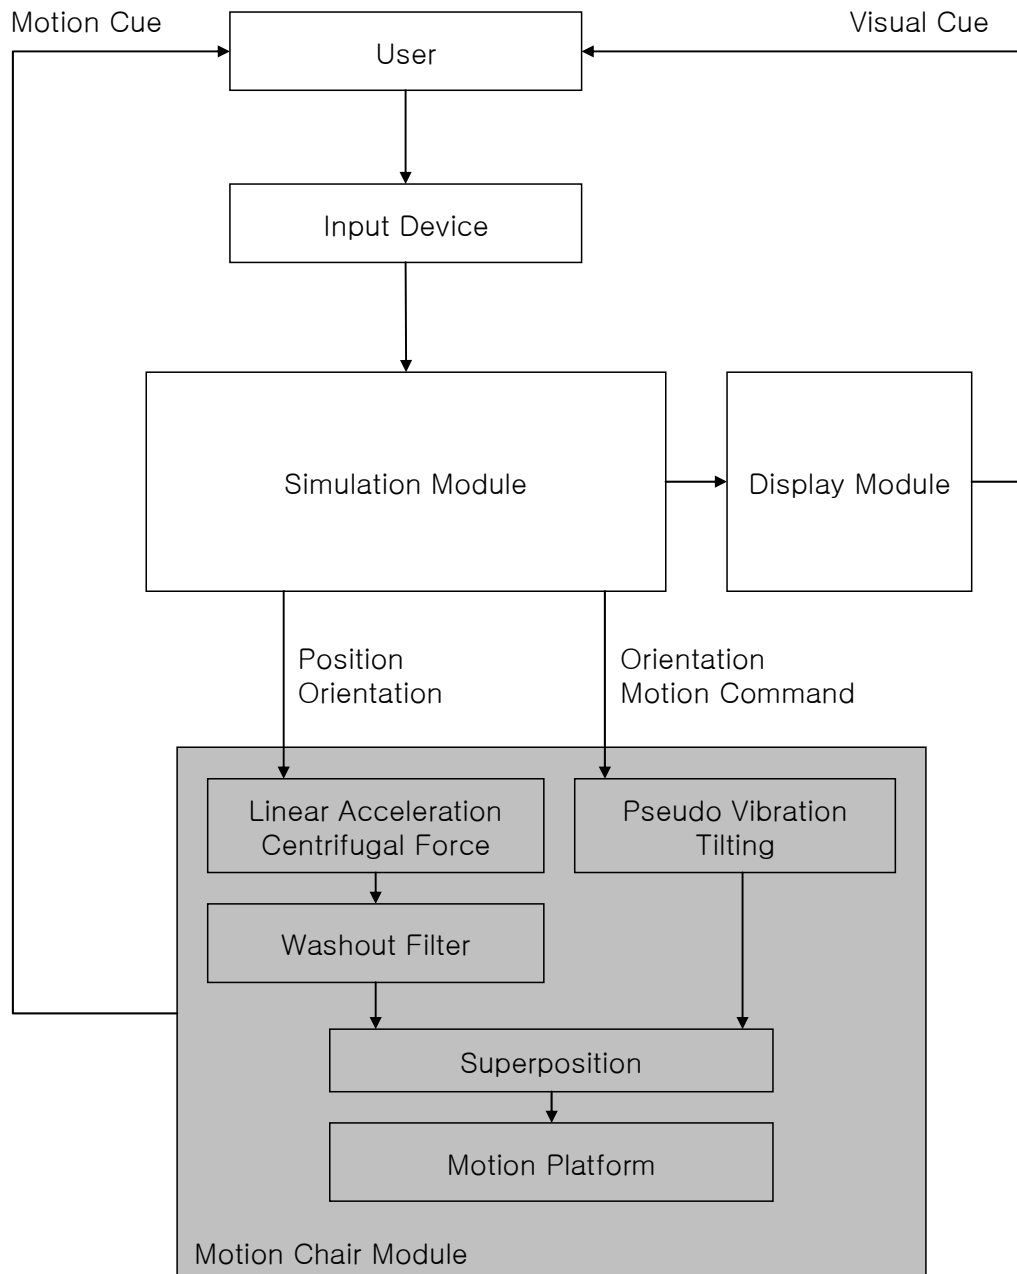 Motion Cue
Visual Cue
User
Input Device
Simulation Module
Display Module
Position
Orientation
Orientation
Motion Command
Linear Acceleration
Centrifugal Force
Pseudo Vibration
Tilting
Washout Filter
Superposition
Motion Platform
Motion Chair Module